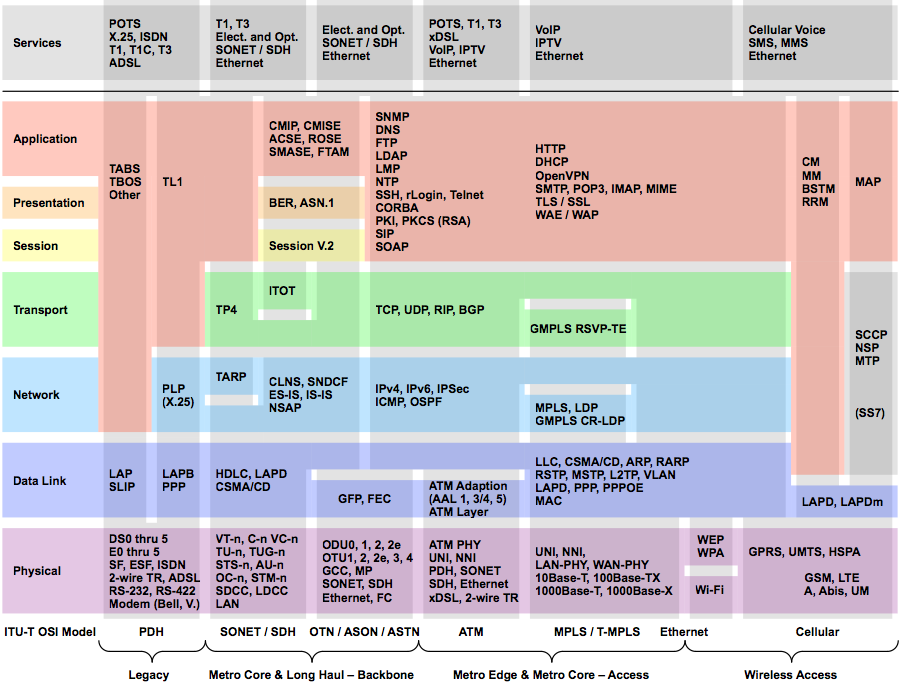 Services
POTS
X.25, ISDN
T1, T1C, T3
ADSL
T1, T3
Elect. and Opt.
SONET / SDH
Ethernet
Elect. and Opt.
SONET / SDH
Ethernet
POTS, T1, T3
xDSL
VoIP, IPTV
Ethernet
VoIP
IPTV
Ethernet
Cellular Voice
SMS, MMS
Ethernet
Application
Presentation
Session
TABS
TBOS
Other
TL1
CMIP, CMISE
ACSE, ROSE
SMASE, FTAM
BER, ASN.1
Session V.2
SNMP
DNS
FTP
LDAP
LMP
NTP
SSH, rLogin, Telnet
CORBA
PKI, PKCS (RSA)
SIP
SOAP
HTTP
DHCP
OpenVPN
SMTP, POP3, IMAP, MIME
TLS / SSL
WAE / WAP
CM
MM
BSTM
RRM
MAP
Transport
TP4
ITOT
TCP, UDP, RIP, BGP
GMPLS RSVP-TE
SCCP
NSP
MTP
(SS7)
Network
PLP
(X.25)
TARP
CLNS, SNDCF
ES-IS, IS-IS
NSAP
IPv4, IPv6, IPSec
ICMP, OSPF
MPLS, LDP
GMPLS CR-LDP
Data Link
LAP
SLIP
LAPB
PPP
HDLC, LAPD
CSMA/CD
GFP, FEC
ATM Adaption
(AAL 1, 3/4, 5)
ATM Layer
LLC, CSMA/CD, ARP, RARP
RSTP, MSTP, L2TP, VLAN
LAPD, PPP, PPPOE
MAC
LAPD, LAPDm
Physical
DS0 thru 5
E0 thru 5
SF, ESF, ISDN
2-wire TR, ADSL
RS-232, RS-422
Modem (Bell, V.)
VT-n, C-n VC-n
TU-n, TUG-n
STS-n, AU-n
OC-n, STM-n
SDCC, LDCC
LAN
ODU0, 1, 2, 2e
OTU1, 2, 2e, 3, 4
GCC, MP
SONET, SDH
Ethernet, FC
ATM PHY
UNI, NNI
PDH, SONET
SDH, Ethernet
xDSL, 2-wire TR
UNI, NNI,
LAN-PHY, WAN-PHY
10Base-T, 100Base-TX
1000Base-T, 1000Base-X
WEP
WPA
Wi-Fi
GPRS, UMTS, HSPA
GSM, LTE
A, Abis, UM
ITU-T OSI Model
PDH
SONET / SDH
OTN / ASON / ASTN
ATM
MPLS / T-MPLS
Ethernet
Cellular
Legacy
Metro Core & Long Haul – Backbone
Metro Edge & Metro Core – Access
Wireless Access